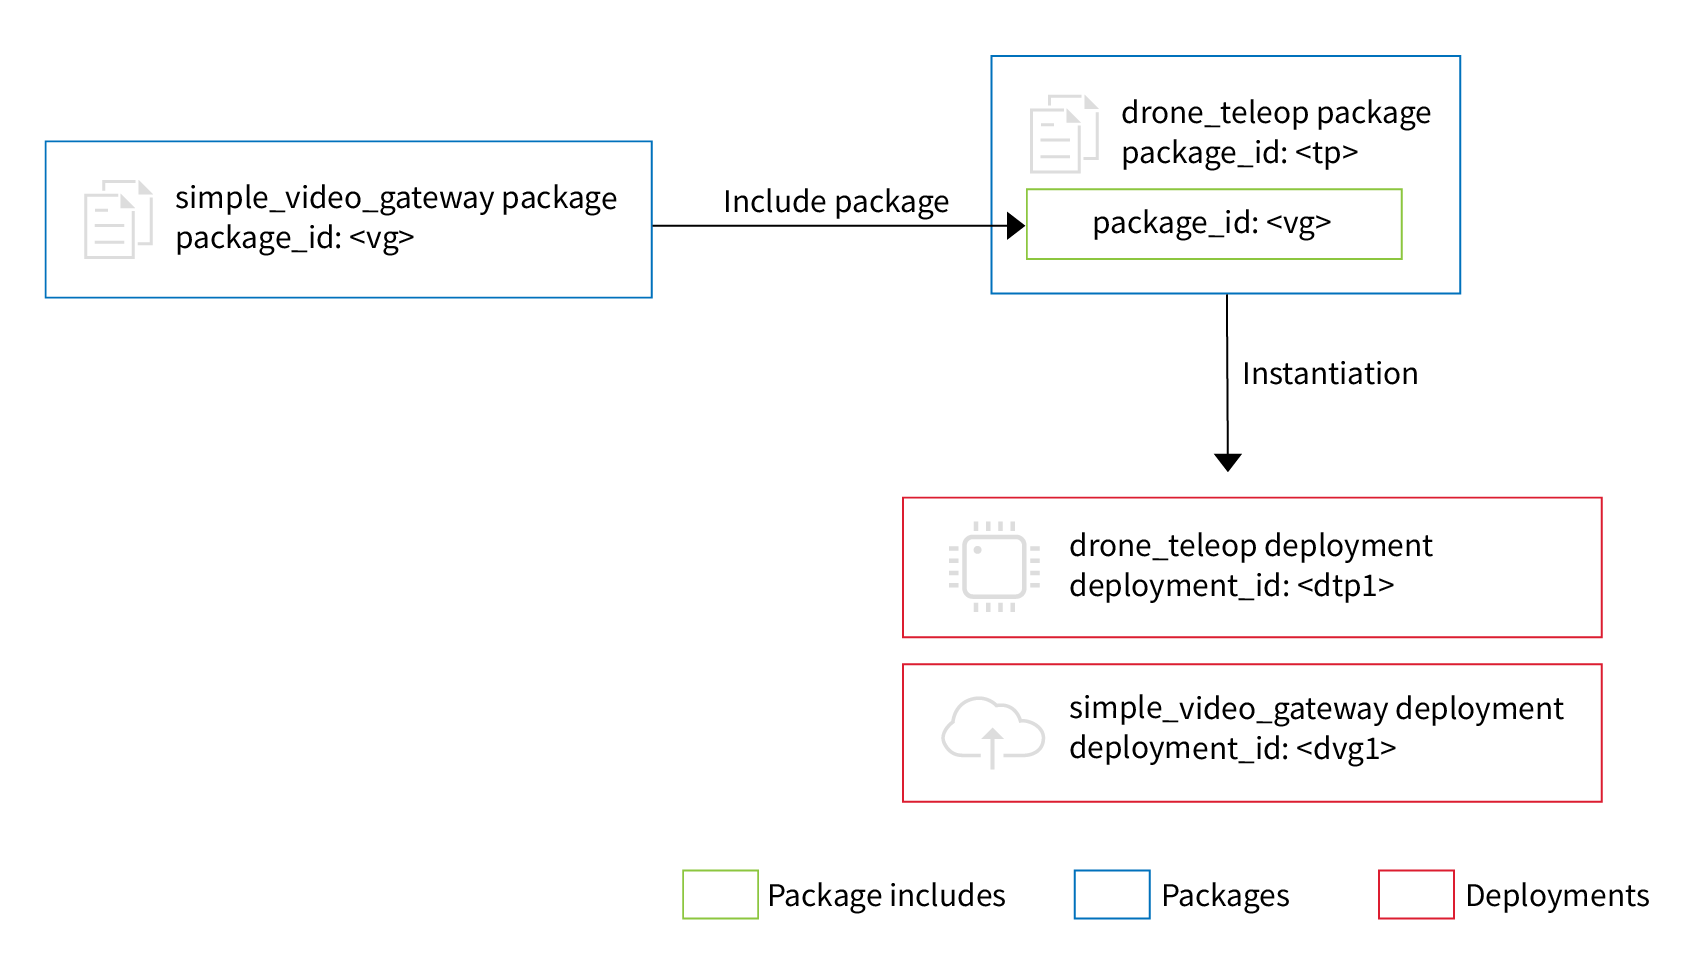 simple_video_gateway package
package_id: <vg>
Include package
drone_teleop package
package_id: <tp>
package_id: <vg>
Instantiation
drone_teleop deployment
deployment_id: <dtp1>
simple_video_gateway deployment
deployment_id: <dvg1>
Package includes
Packages
Deployments